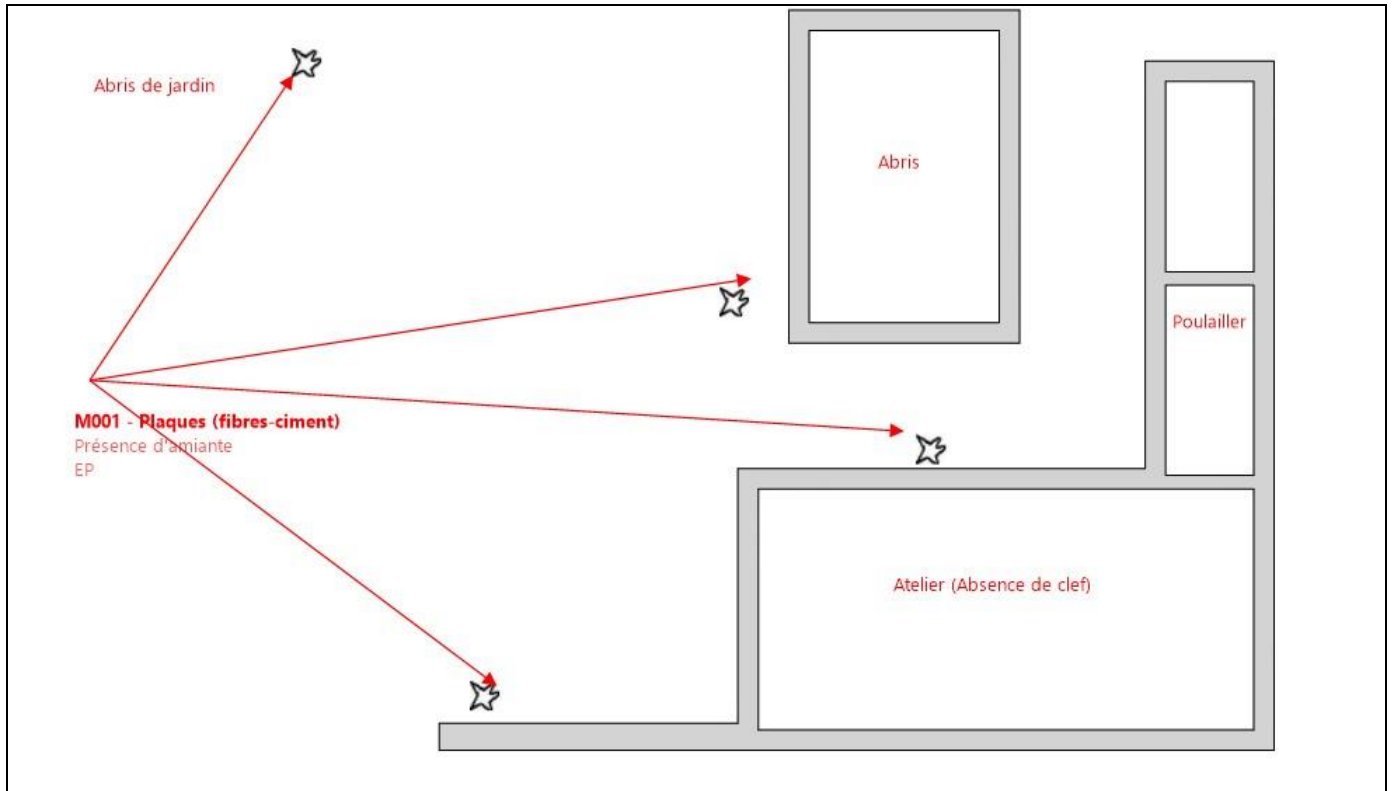 Abris de jardin
Abris
Poulailler
M001 - Plaques (fibres-ciment)
Présence d'amiante
EP
Atelier (Absence de clef)